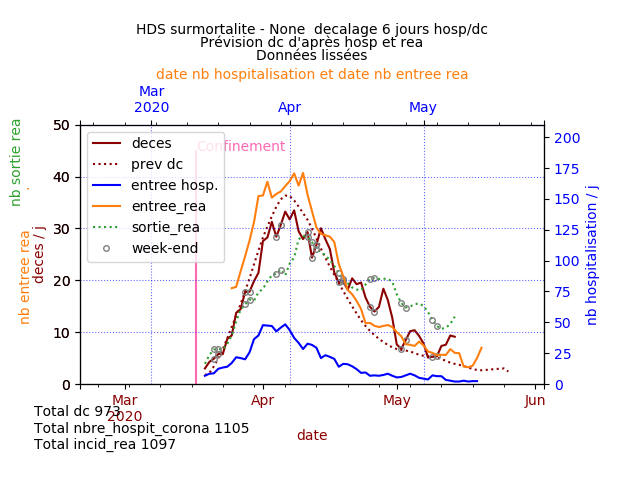 HDS surmortalite - None  decalage 6 jours hosp/dc
Prévision dc d'après hosp et rea
Données lissées
date nb hospitalisation et date nb entree rea
Mar
2020
Apr
May
nb sortie rea
nb entree rea
deces / j
nb hospitalisation / j
50
40
30
20
10
0
200
175
150
125
100
75
50
25
0
Confinement
deces
prev dc
entree hosp.
entree_rea
sortie_rea
week-end
Mar
2020
Apr
May
Jun
date
Total dc 973
Total nbre_hospit_corona 1105
Total incid_rea 1097